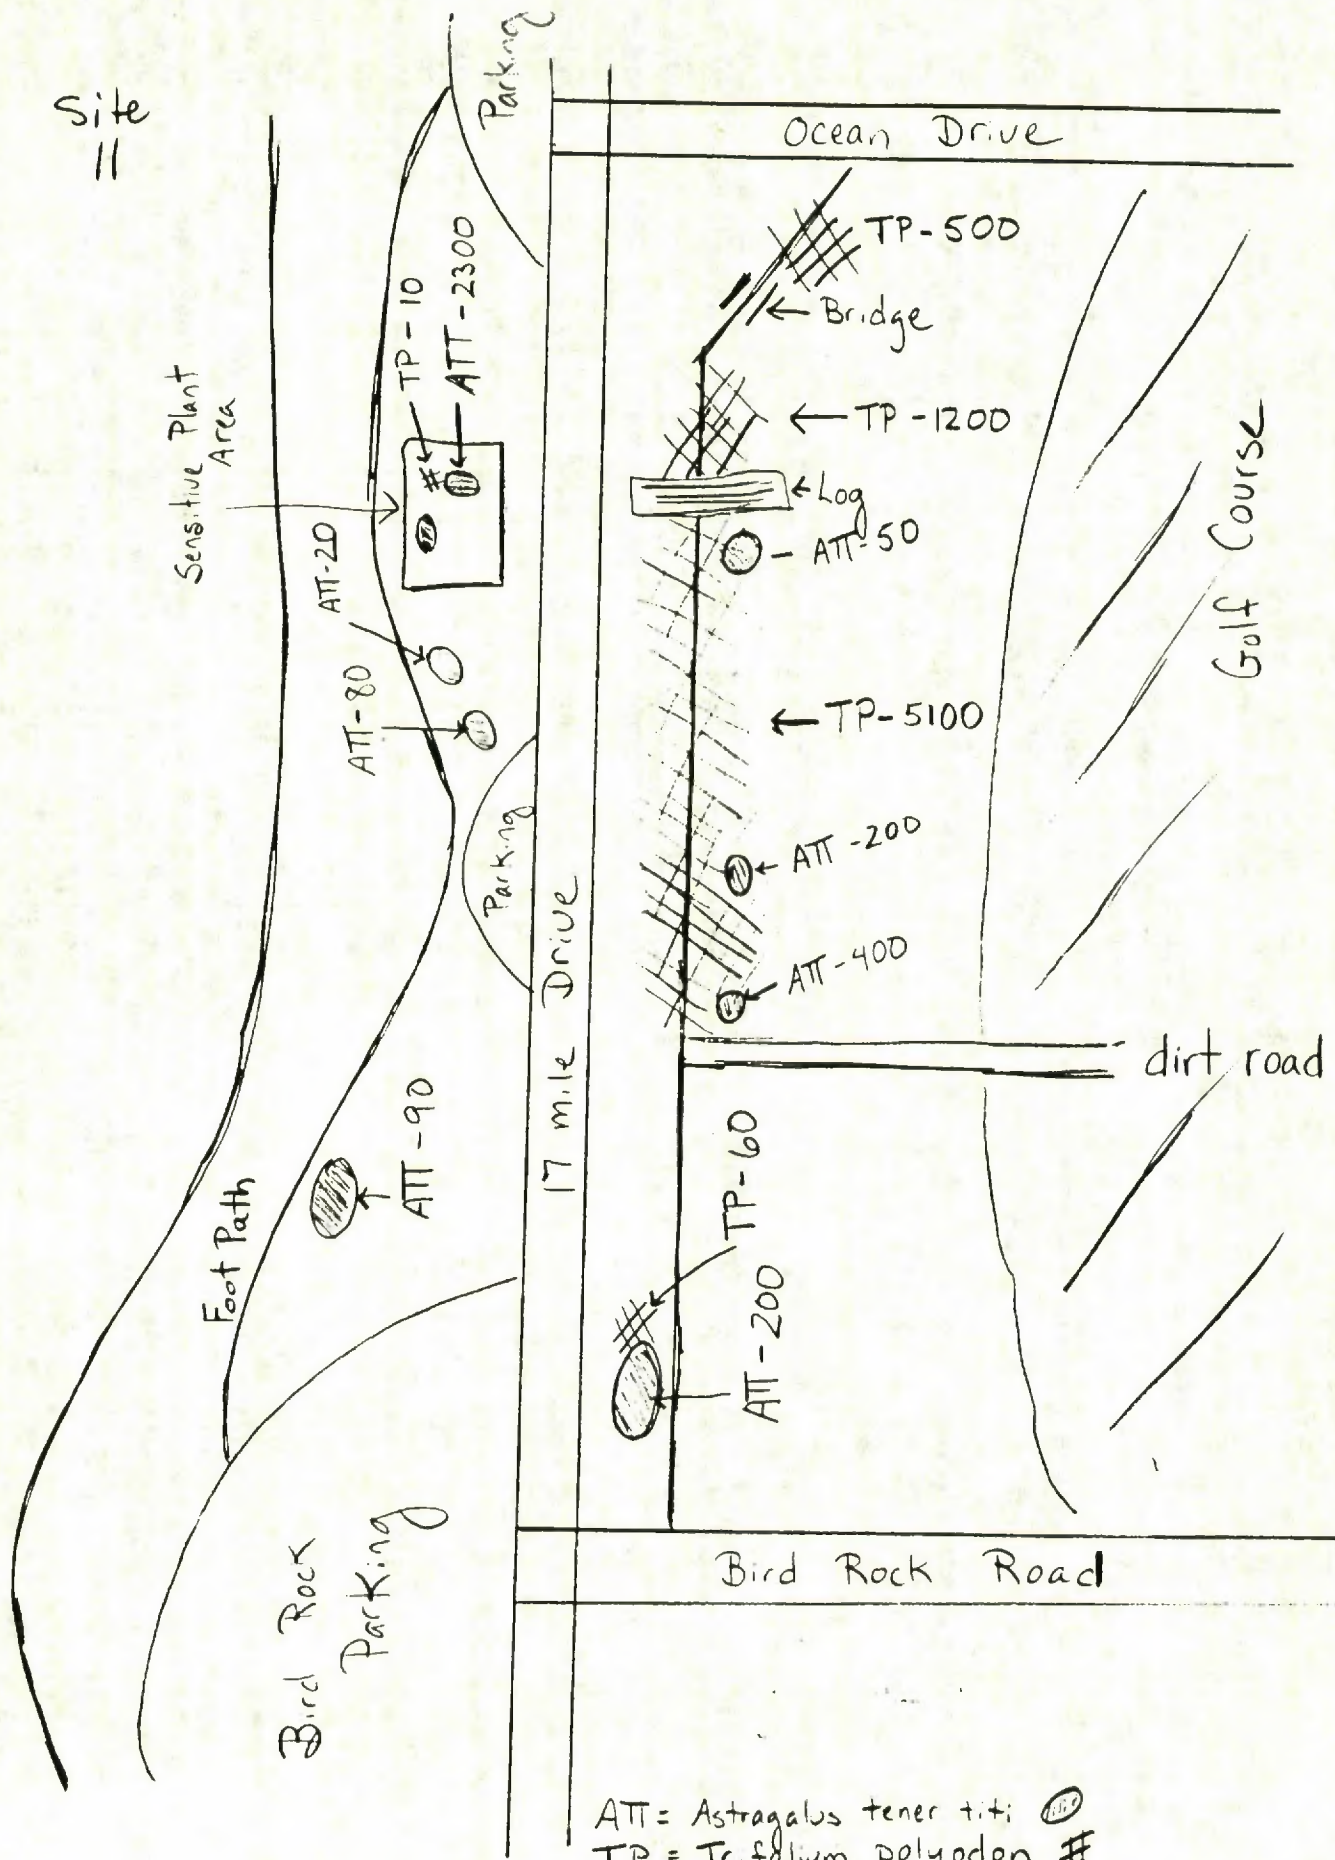 Site
11
Parking
Ocean Drive
TP-500
Bridge
TP-10
ATT-2300
Sensitive Plant
Area
TP-1200
Log
ATT-50
ATT-20
ATT-80
Golf Course
TP-5100
Parking
ATT-200
ATT-400
17 mile Drive
dirt road
ATT-90
Foot Path
TP-60
ATT-200
Bird Rock
Parking
Bird Rock Road
ATT= Astragalus tener titi
TP = Trifolium polyodon #